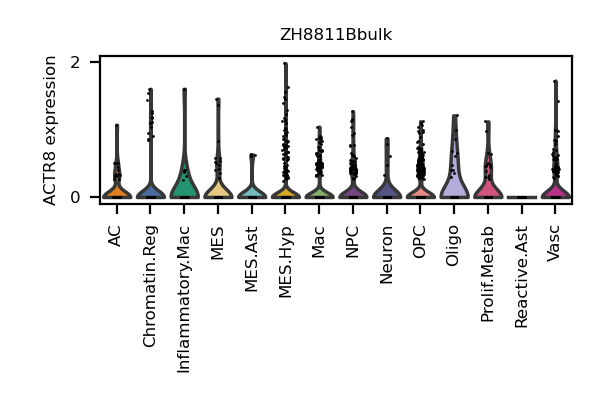 ZH8811Bbulk
ACTR8 expression
2
0
AC
Chromatin.Reg
Inflammatory.Mac
MES
MES.Ast
MES.Hyp
Mac
NPC
Neuron
OPC
Oligo
Prolif.Metab
Reactive.Ast
Vasc